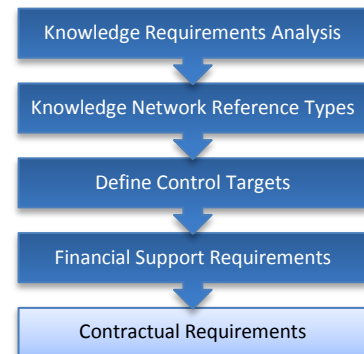 Knowledge Requirements Analysis
Knowledge Network Reference Types
Define Control Targets
Financial Support Requirements
Contractual Requirements